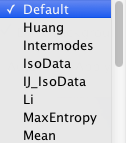 ✓ Default
Huang
Intermodes
IsoData
IJ_IsoData
Li
MaxEntropy
Mean